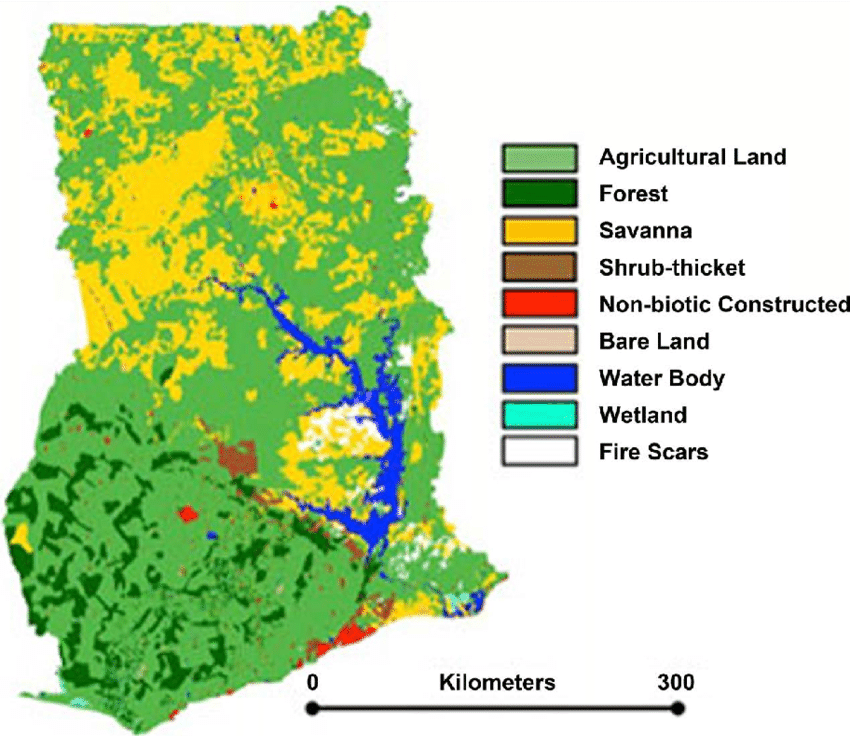 Agricultural Land
Forest
Savanna
Shrub-thicket
Non-biotic Constructed
Bare Land
Water Body
Wetland
Fire Scars
0 Kilometers 300